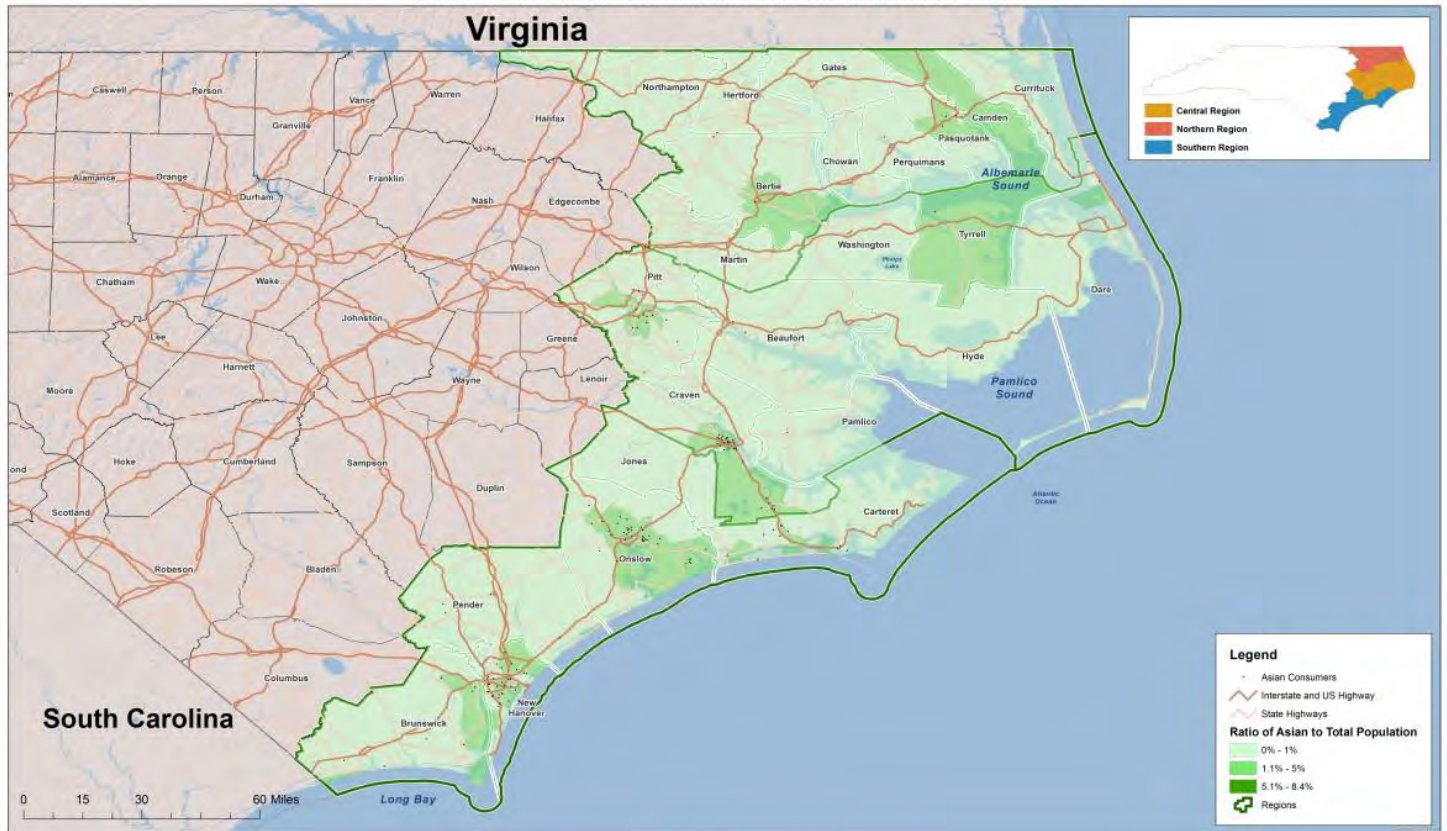 Virginia
Caswell
Person
Vance
Warren
Granville
Halifax
Northampton
Hertford
Gates
Currituck
Camden
Pasquotank
Perquimans
Chowan
Albemarle
Sound
Bertie
Alamance
Orange
Durham
Franklin
Nash
Edgecombe
Washington
Tyrrell
Phelps
Lake
Martin
Dare
Chatham
Wake
Wilson
Pitt
Johnston
Lee
Greene
Beaufort
Hyde
Harnett
Moore
Wayne
Lenoir
Craven
Pamlico
Sound
Pamlico
ond
Hoke
Cumberland
Sampson
Jones
Duplin
Scotland
Carteret
Atlantic
Ocean
Onslow
Robeson
Bladen
Pender
Columbus
New
Hanover
South Carolina
Brunswick
0 15 30 60 Miles
Long Bay
Central Region
Northern Region
Southern Region
Legend
Asian Consumers
Interstate and US Highway
State Highways
Ratio of Asian to Total Population
0% - 1%
1.1% - 5%
5.1% - 8.4%
Regions